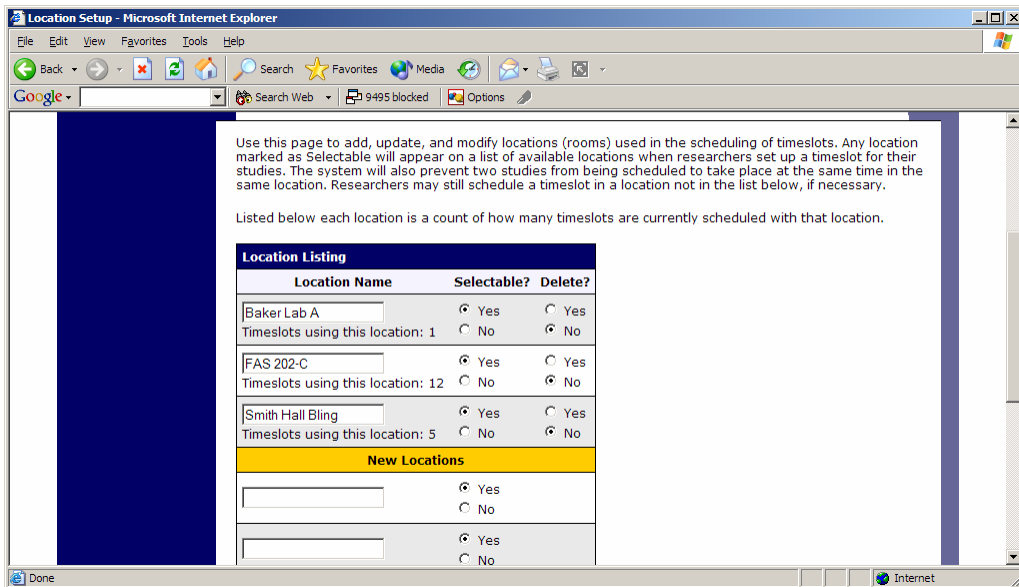 Location Setup - Microsoft Internet Explorer
File Edit View Favorites Tools Help
Back Search Favorites Media
Google Search Web 9495 blocked Options
Use this page to add, update, and modify locations (rooms) used in the scheduling of timeslots. Any location
marked as Selectable will appear on a list of available locations when researchers set up a timeslot for their
studies. The system will also prevent two studies from being scheduled to take place at the same time in the
same location. Researchers may still schedule a timeslot in a location not in the list below, if necessary.
Listed below each location is a count of how many timeslots are currently scheduled with that location.
Location Listing
Location Name Selectable? Delete?
Baker Lab A Yes Yes
Timeslots using this location: 1 No No
FAS 202-C Yes Yes
Timeslots using this location: 12 No No
Smith Hall Bling Yes Yes
Timeslots using this location: 5 No No
New Locations
Yes
No
Yes
No
Done Internet